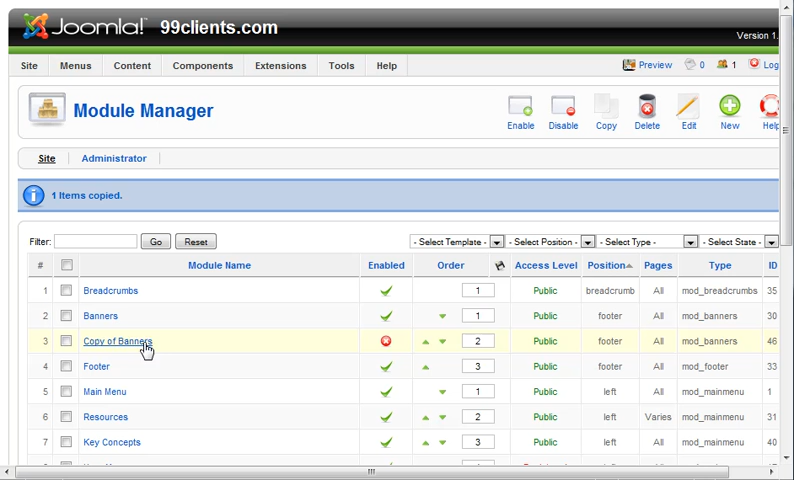 Joomla! 99clients.com
Version 1.
Site Menus Content Components Extensions Tools Help Preview 0 1 Log
Module Manager
Enable Disable Copy Delete Edit New Help
Site Administrator
1 Items copied.
Filter: Go Reset - Select Template - - Select Position - - Select Type - - Select State -
# Module Name Enabled Order Access Level Position Pages Type ID
1 Breadcrumbs 1 Public breadcrumb All mod_breadcrumbs 35
2 Banners 1 Public footer All mod_banners 30
3 Copy of Banners 2 Public footer All mod_banners 46
4 Footer 3 Public footer All mod_footer 33
5 Main Menu 1 Public left All mod_mainmenu 1
6 Resources 2 Public left Varies mod_mainmenu 31
7 Key Concepts 3 Public left All mod_mainmenu 40